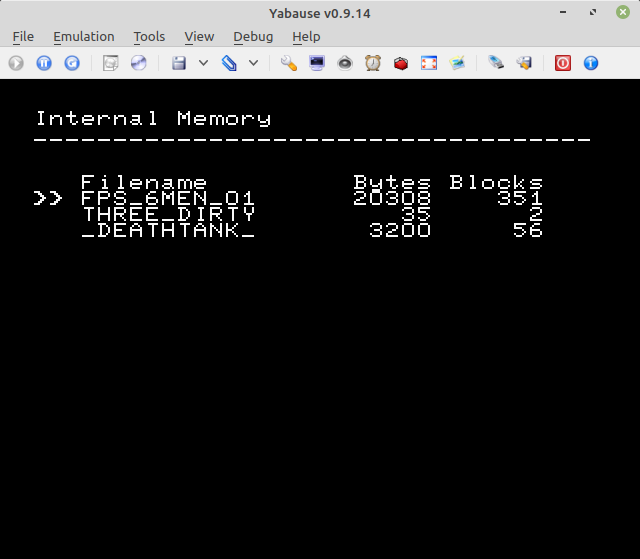 Yabause v0.9.14
File Emulation Tools View Debug Help
Internal Memory
------------------------------------
Filename Bytes Blocks
>> FPS_6MEN_01 20308 351
THREE_DIRTY 35 2
_DEATHTANK_ 3200 56